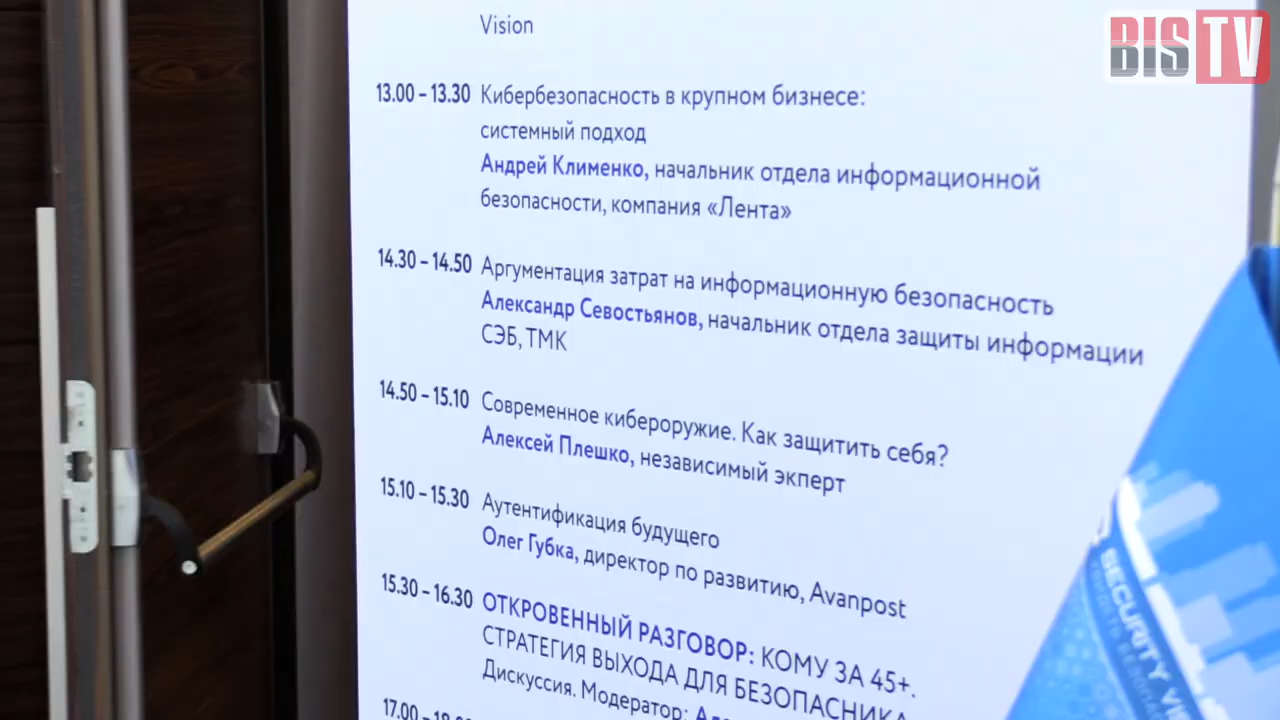 BIS TV
Vision
13.00 – 13.30 Кибербезопасность в крупном бизнесе:
системный подход
Андрей Клименко, начальник отдела информационной
безопасности, компания «Лента»
14.30 – 14.50 Аргументация затрат на информационную безопасность
Александр Севостьянов, начальник отдела защиты информации
СЭБ, ТМК
14.50 – 15.10 Современное кибероружие. Как защитить себя?
Алексей Плешко, независимый экперт
15.10 – 15.30 Аутентификация будущего
Олег Губка, директор по развитию, Avanpost
15.30 – 16.30 ОТКРОВЕННЫЙ РАЗГОВОР: КОМУ ЗА 45+.
СТРАТЕГИЯ ВЫХОДА ДЛЯ БЕЗОПАСНИКА
Дискуссия. Модератор:
17.00 –
SECURITY